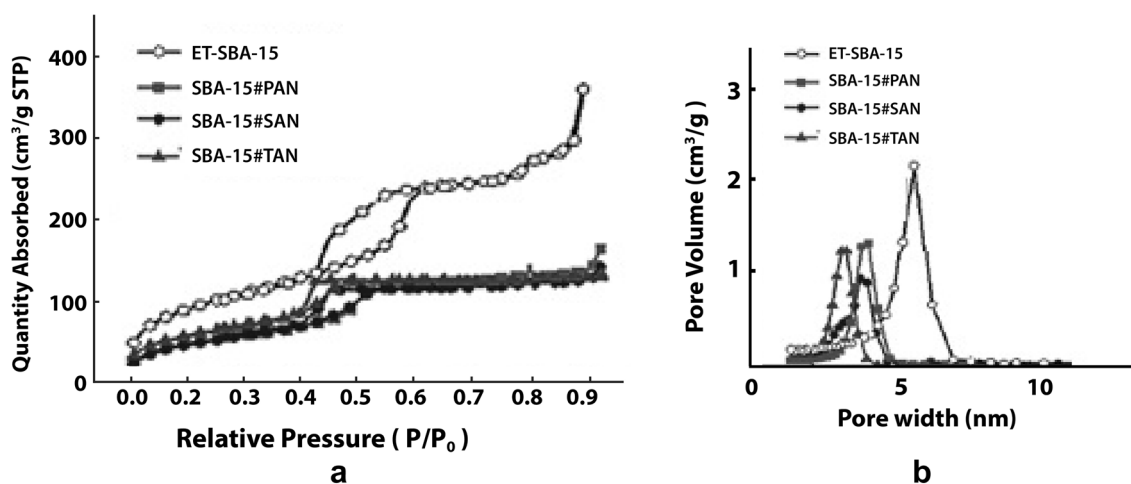 Quantity Absorbed (cm³/g STP)
400
300
200
100
0
ET-SBA-15
SBA-15#PAN
SBA-15#SAN
SBA-15#TAN
0.0 0.2 0.2 0.3 0.4 0.5 0.6 0.7 0.8 0.9
Relative Pressure ( P/P₀ )
a
Pore Volume (cm³/g)
3
2
1
ET-SBA-15
SBA-15#PAN
SBA-15#SAN
SBA-15#TAN
0 5 10
Pore width (nm)
b